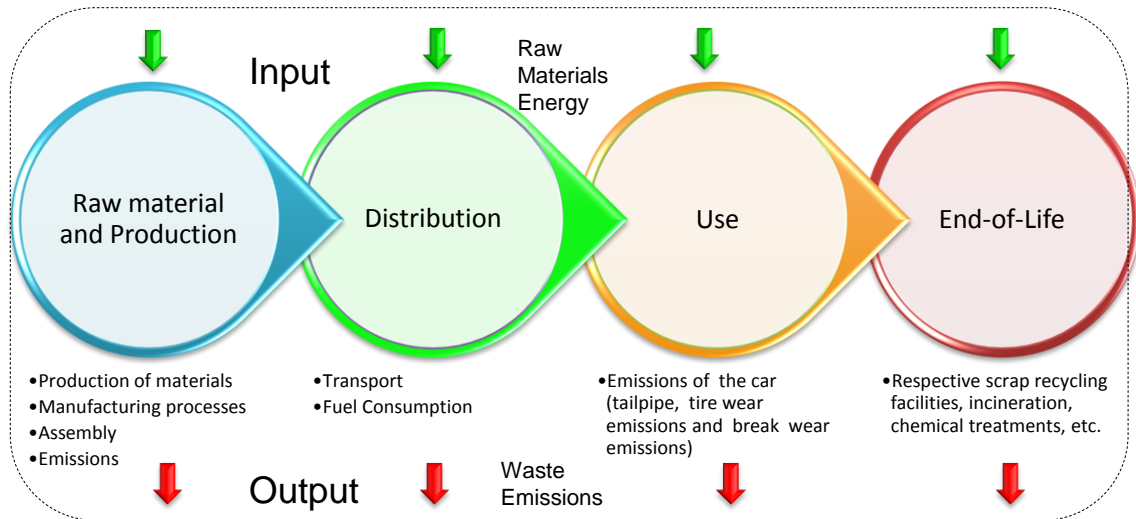 Input
Raw
Materials
Energy
Raw material
and Production
Distribution
Use
End-of-Life
•Production of materials
•Manufacturing processes
•Assembly
•Emissions
•Transport
•Fuel Consumption
•Emissions of the car
(tailpipe, tire wear
emissions and break wear
emissions)
•Respective scrap recycling
facilities, incineration,
chemical treatments, etc.
Output
Waste
Emissions